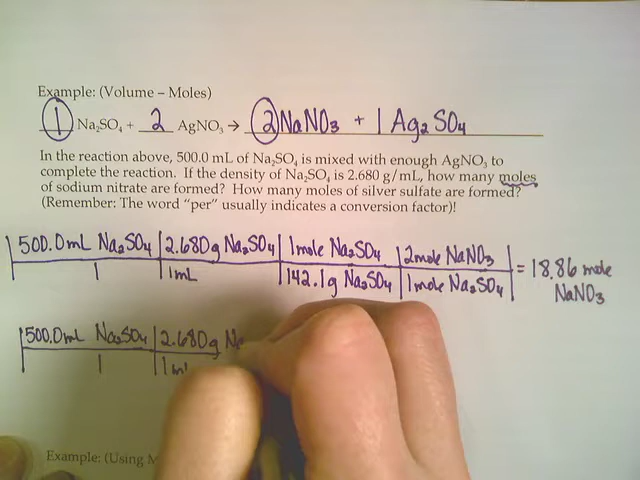 Example: (Volume – Moles)
1 Na₂SO₄ + 2 AgNO₃ → 2 NaNO₃ + 1 Ag₂SO₄
In the reaction above, 500.0 mL of Na₂SO₄ is mixed with enough AgNO₃ to
complete the reaction. If the density of Na₂SO₄ is 2.680 g/mL, how many moles
of sodium nitrate are formed? How many moles of silver sulfate are formed?
(Remember: The word “per” usually indicates a conversion factor)!
500.0mL Na₂SO₄ | 2.680g Na₂SO₄ | 1mole Na₂SO₄ | 2mole NaNO₃ = 18.86 mole
1 | 1mL | 142.1g Na₂SO₄ | 1mole Na₂SO₄ NaNO₃
500.0mL Na₂SO₄ | 2.680g
1 | 1m
Example: (Using